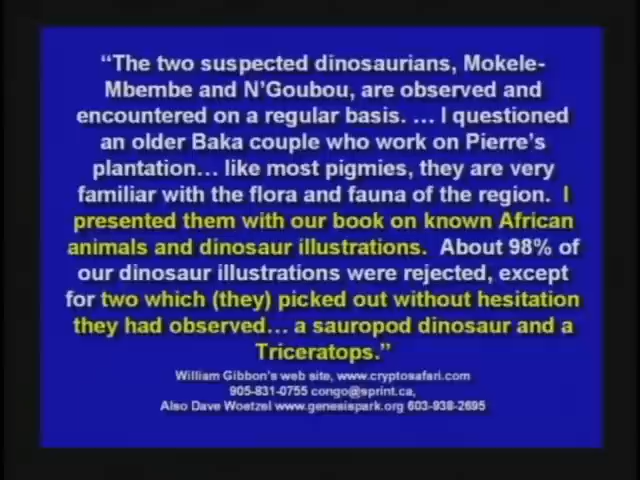 “The two suspected dinosaurians, Mokele-
Mbembe and N’Goubou, are observed and
encountered on a regular basis. … I questioned
an older Baka couple who work on Pierre’s
plantation… like most pigmies, they are very
familiar with the flora and fauna of the region. I
presented them with our book on known African
animals and dinosaur illustrations. About 98% of
our dinosaur illustrations were rejected, except
for two which (they) picked out without hesitation
they had observed… a sauropod dinosaur and a
Triceratops.”
William Gibbon’s web site, www.cryptosafari.com
905-831-0755 congo@sprint.ca,
Also Dave Woetzel www.genesispark.org 603-938-2695